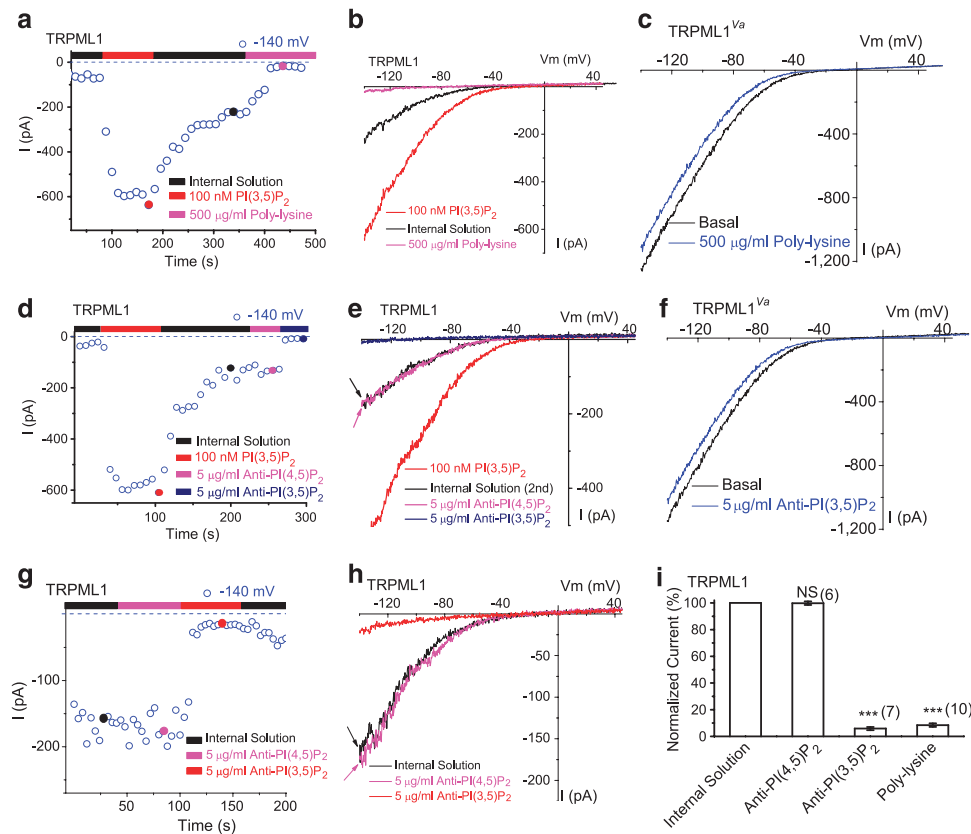 a
TRPML1
-140 mV
0
-200
-400
-600
I (pA)
100 200 300 400 500
Time (s)
Internal Solution
100 nM PI(3,5)P2
500 µg/ml Poly-lysine
b
TRPML1
Vm (mV)
-120 -80 -40 0 40
-200
-400
-600
I (pA)
100 nM PI(3,5)P2
Internal Solution
500 µg/ml Poly-lysine
c
TRPML1Va
Vm (mV)
-120 -80 -40 0 40
-400
-800
-1,200
I (pA)
Basal
500 µg/ml Poly-lysine
d
TRPML1
-140 mV
0
-200
-400
-600
I (pA)
100 200 300
Time (s)
Internal Solution
100 nM PI(3,5)P2
5 µg/ml Anti-PI(4,5)P2
5 µg/ml Anti-PI(3,5)P2
e
TRPML1
Vm (mV)
-120 -80 -40 0 40
-200
-400
I (pA)
100 nM PI(3,5)P2
Internal Solution (2nd)
5 µg/ml Anti-PI(4,5)P2
5 µg/ml Anti-PI(3,5)P2
f
TRPML1Va
Vm (mV)
-120 -80 -40 0 40
-400
-800
-1,200
I (pA)
Basal
5 µg/ml Anti-PI(3,5)P2
g
TRPML1
-140 mV
-100
-200
I (pA)
50 100 150 200
Time (s)
Internal Solution
5 µg/ml Anti-PI(4,5)P2
5 µg/ml Anti-PI(3,5)P2
h
TRPML1
Vm (mV)
-120 -80 -40 0 40
-50
-100
-150
-200
I (pA)
Internal Solution
5 µg/ml Anti-PI(4,5)P2
5 µg/ml Anti-PI(3,5)P2
i
TRPML1
NS (6)
*** (7)
*** (10)
100
80
60
40
20
0
Normalized Current (%)
Internal Solution
Anti-PI(4,5)P2
Anti-PI(3,5)P2
Poly-lysine